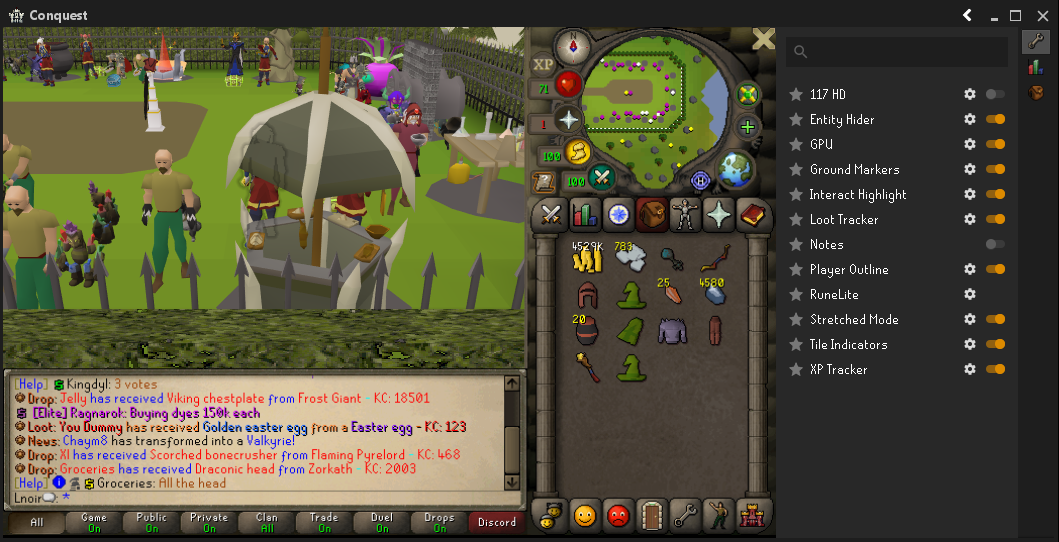 Conquest
N
XP
71
1
100
100
H
4529K
783
25
4580
20
[Help] Kingdyl: 3 votes
Drop: Jelly has received Viking chestplate from Frost Giant - KC: 18501
[Elite] Ragnarok: Buying dyes 150k each
Loot: You Dummy has received Golden easter egg from a Easter egg - KC: 123
News: Chaym8 has transformed into a Valkyrie!
Drop: Xl has received Scorched bonecrusher from Flaming Pyrelord - KC: 468
Drop: Groceries has received Draconic head from Zorkath - KC: 2003
[Help] Groceries: All the head
Lnoir: *
All
Game
On
Public
On
Private
On
Clan
All
Trade
On
Duel
On
Drops
On
Discord
117 HD
Entity Hider
GPU
Ground Markers
Interact Highlight
Loot Tracker
Notes
Player Outline
RuneLite
Stretched Mode
Tile Indicators
XP Tracker